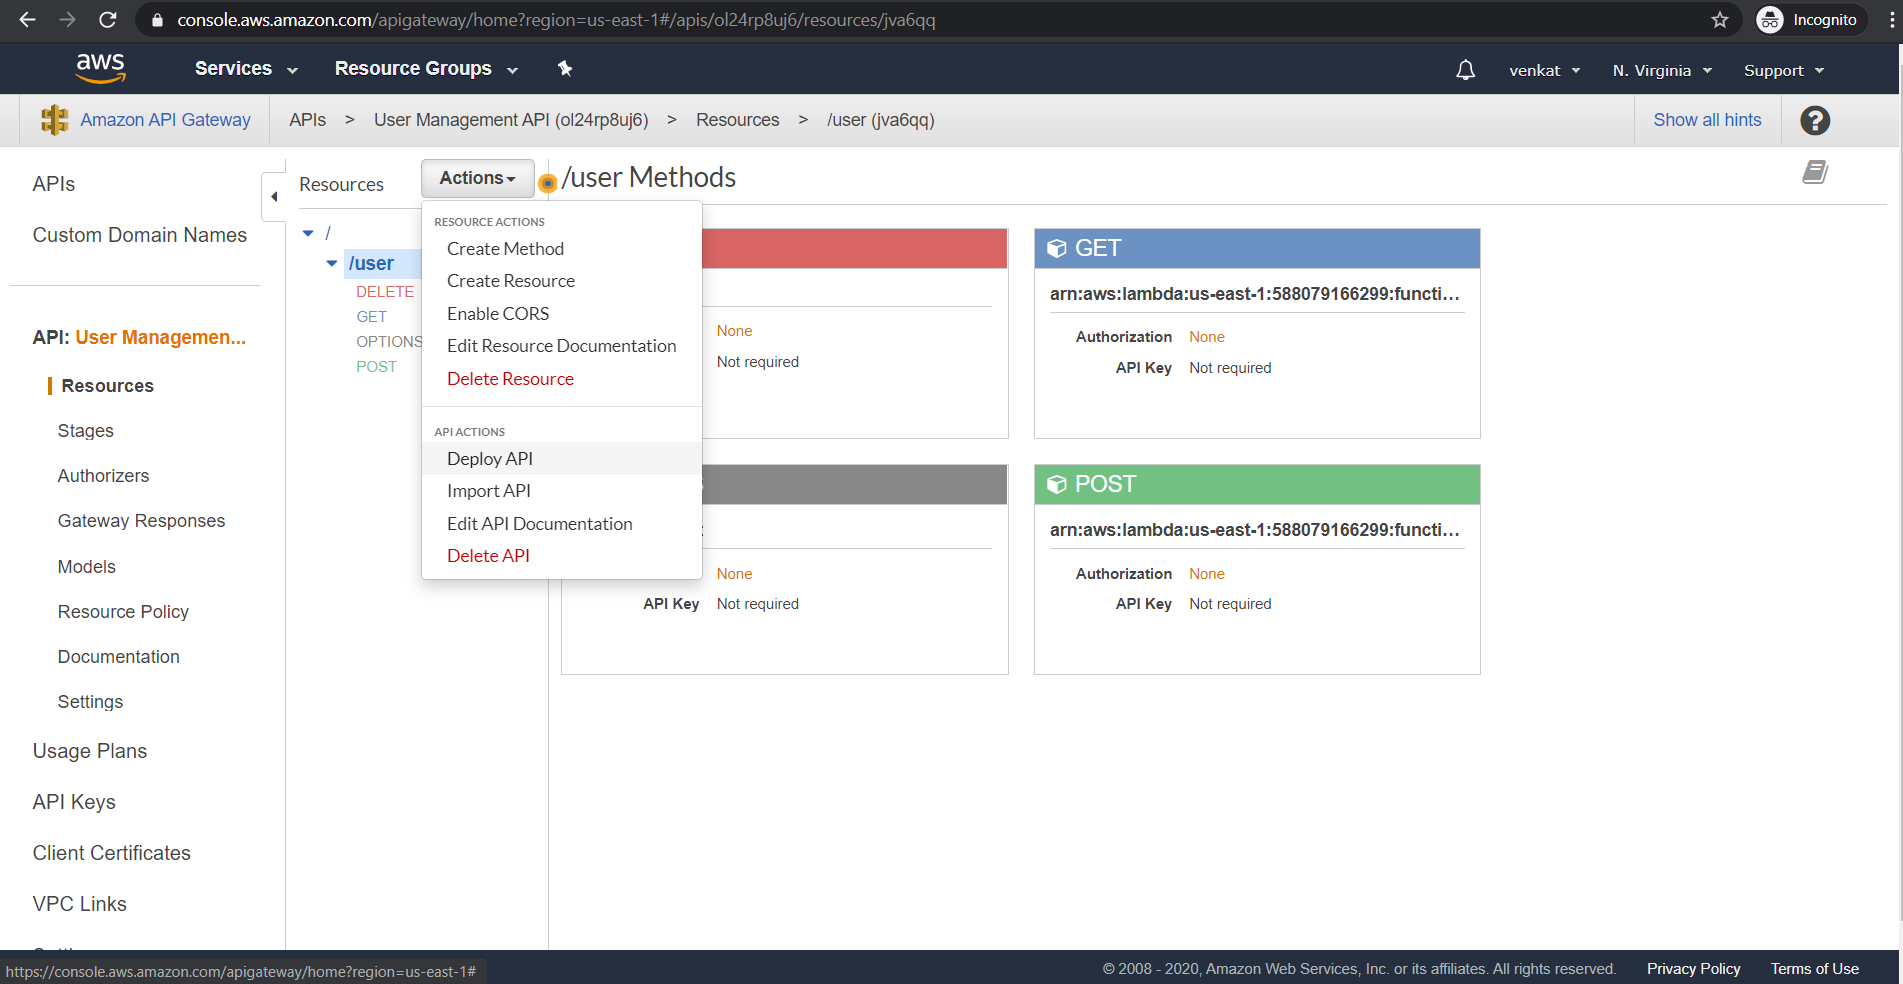 console.aws.amazon.com/apigateway/home?region=us-east-1#/apis/ol24rp8uj6/resources/jva6qq
Incognito
aws
Services
Resource Groups
venkat
N. Virginia
Support
Amazon API Gateway
APIs > User Management API (ol24rp8uj6) > Resources > /user (jva6qq)
Show all hints
?
APIs
Custom Domain Names
API: User Managemen...
Resources
Stages
Authorizers
Gateway Responses
Models
Resource Policy
Documentation
Settings
Usage Plans
API Keys
Client Certificates
VPC Links
Resources
Actions
/
/user
DELETE
GET
OPTIONS
POST
RESOURCE ACTIONS
Create Method
Create Resource
Enable CORS
Edit Resource Documentation
Delete Resource
API ACTIONS
Deploy API
Import API
Edit API Documentation
Delete API
/user Methods
None
Not required
GET
arn:aws:lambda:us-east-1:588079166299:functi...
Authorization None
API Key Not required
None
API Key Not required
POST
arn:aws:lambda:us-east-1:588079166299:functi...
Authorization None
API Key Not required
https://console.aws.amazon.com/apigateway/home?region=us-east-1#
© 2008 - 2020, Amazon Web Services, Inc. or its affiliates. All rights reserved.
Privacy Policy
Terms of Use